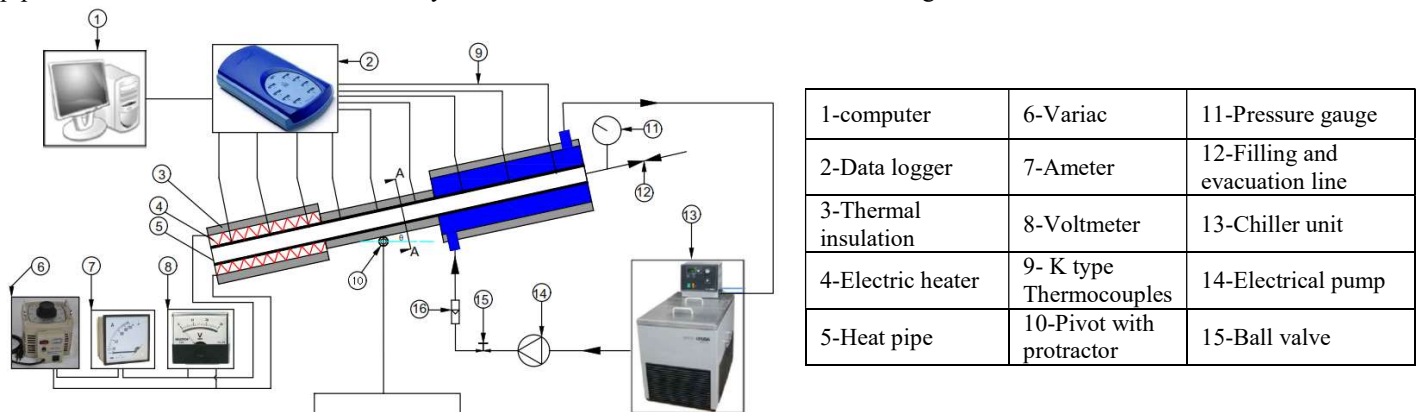 1
2
9
11
12
3
4
5
6
7
8
A
A
θ
10
16
15
14
13
A
V
1-computer
6-Variac
11-Pressure gauge
2-Data logger
7-Ameter
12-Filling and
evacuation line
3-Thermal
insulation
8-Voltmeter
13-Chiller unit
4-Electric heater
9- K type
Thermocouples
14-Electrical pump
5-Heat pipe
10-Pivot with
protractor
15-Ball valve